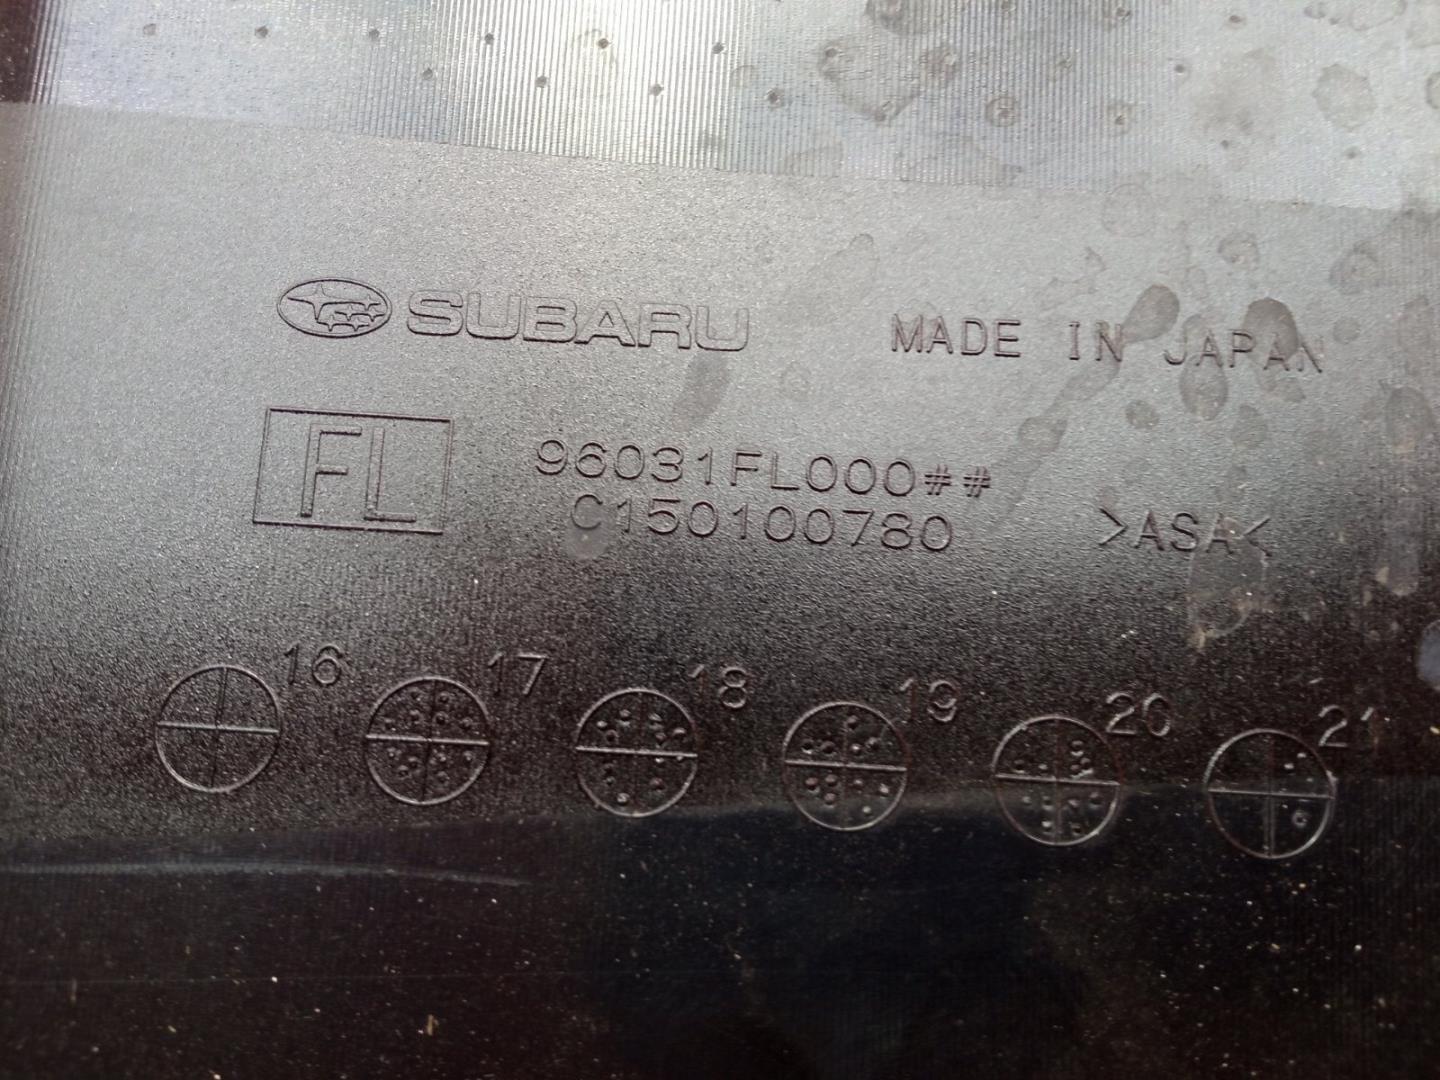 SUBARU MADE IN JAPAN
FL
96031FL000##
C150100780 >ASA<
16 17 18 19 20 21